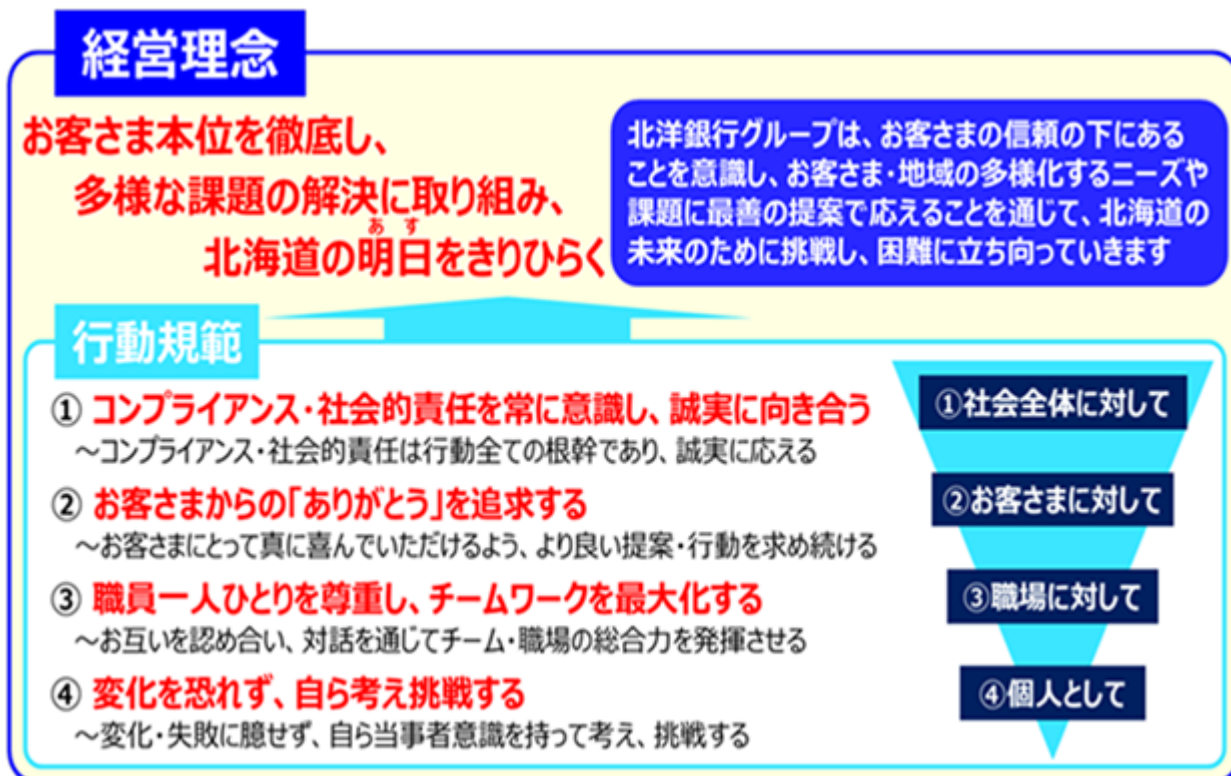 経営理念
お客さま本位を徹底し、
多様な課題の解決に取り組み、
あす
北海道の明日をきりひらく
北洋銀行グループは、お客さまの信頼の下にある
ことを意識し、お客さま・地域の多様化するニーズや
課題に最善の提案で応えることを通じて、北海道の
未来のために挑戦し、困難に立ち向っていきます
行動規範
① コンプライアンス・社会的責任を常に意識し、誠実に向き合う
～コンプライアンス・社会的責任は行動全ての根幹であり、誠実に応える
② お客さまからの「ありがとう」を追求する
～お客さまにとって真に喜んでいただけるよう、より良い提案・行動を求め続ける
③ 職員一人ひとりを尊重し、チームワークを最大化する
～お互いを認め合い、対話を通じてチーム・職場の総合力を発揮させる
④ 変化を恐れず、自ら考え挑戦する
～変化・失敗に臆せず、自ら当事者意識を持って考え、挑戦する
①社会全体に対して
②お客さまに対して
③職場に対して
④個人として